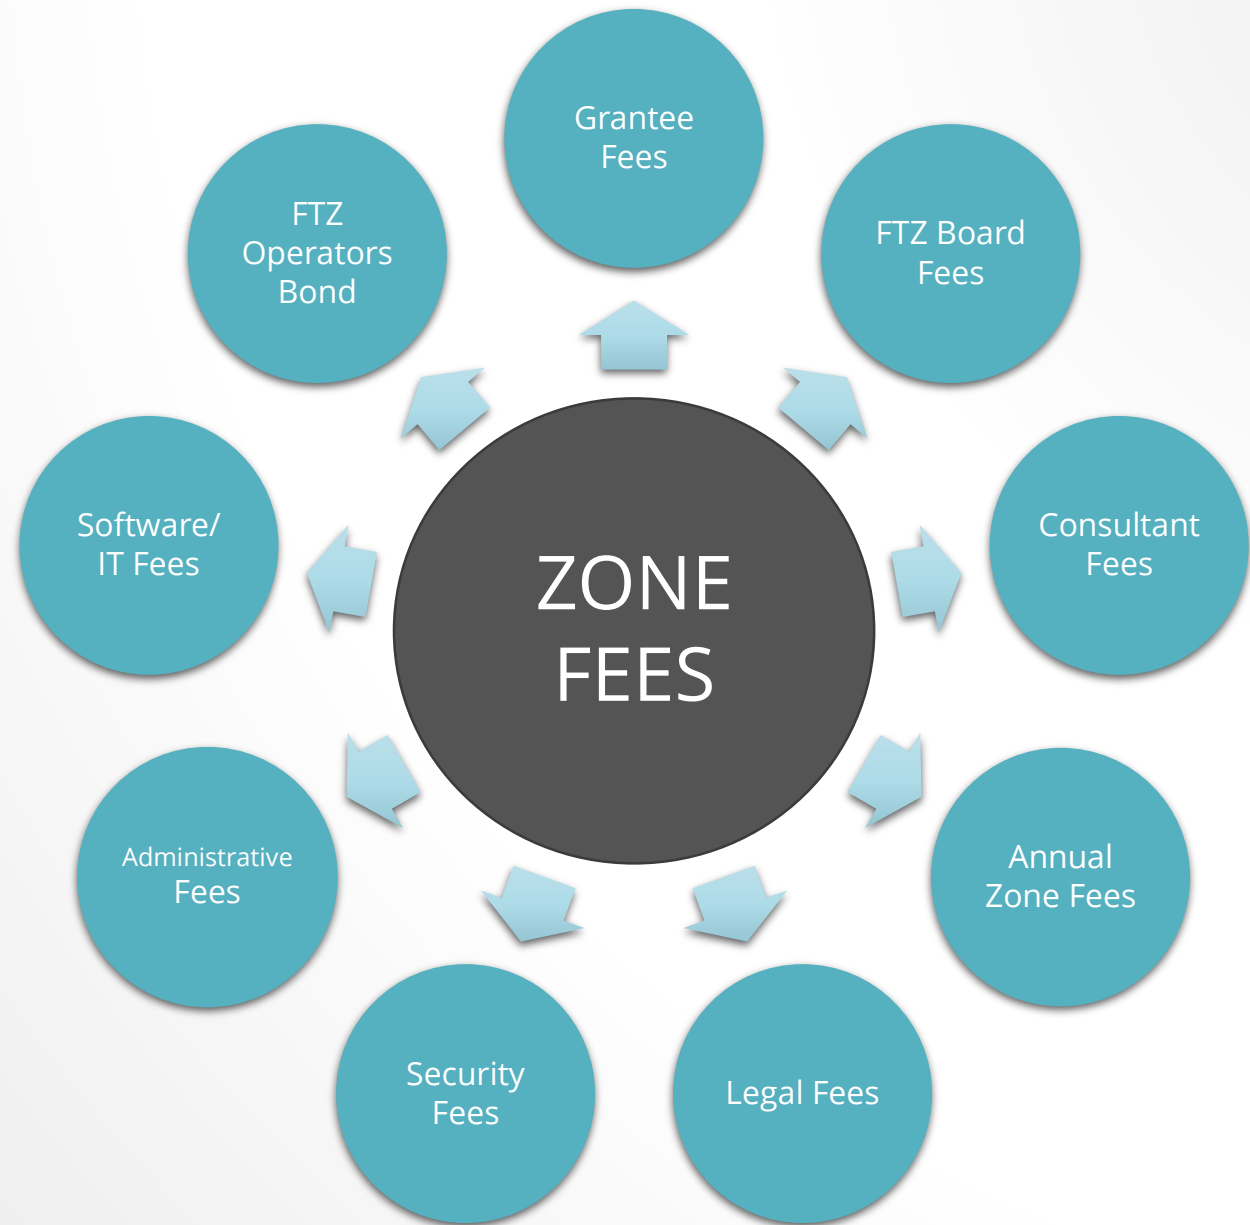 Grantee
Fees
FTZ Board
Fees
Consultant
Fees
Annual
Zone Fees
Legal Fees
Security
Fees
Administrative
Fees
Software/
IT Fees
FTZ
Operators
Bond
ZONE
FEES